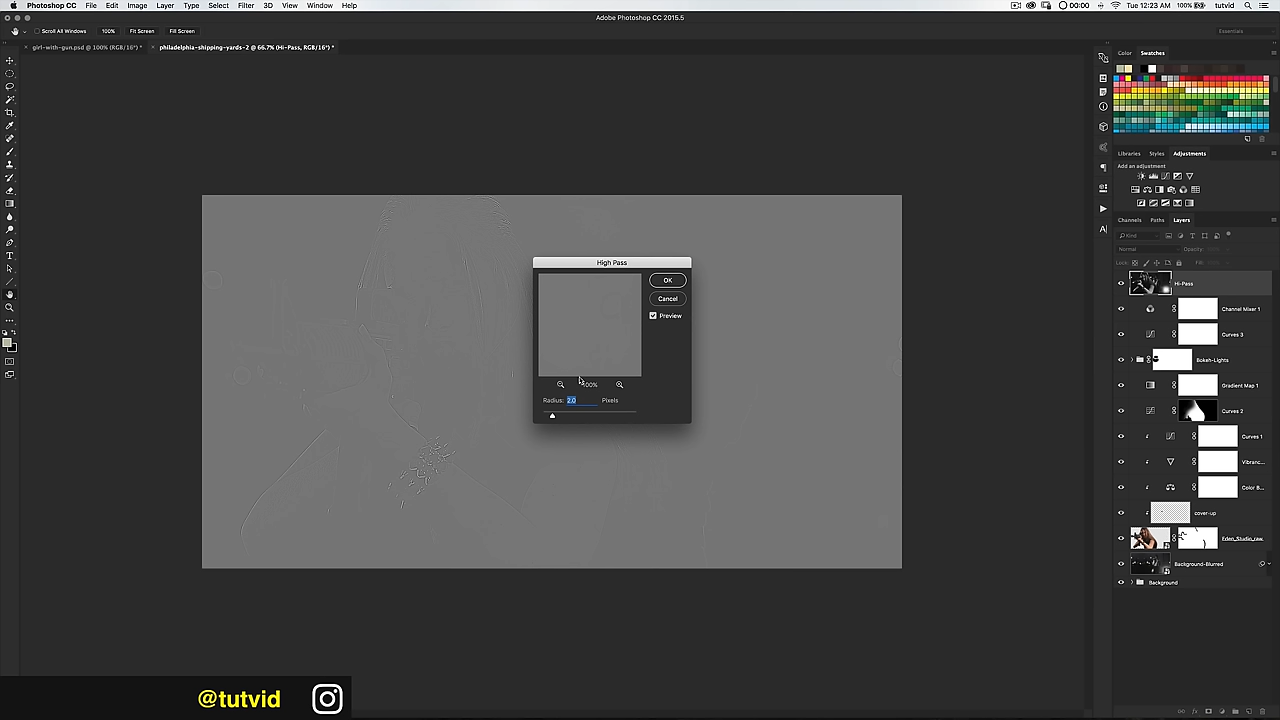 Photoshop CC File Edit Image Layer Type Select Filter 3D View Window Help 00:00 100% Tue 12:23 AM tutvid
Adobe Photoshop CC 2015.5
Scroll All Windows 100% Fit Screen Fill Screen Essentials
girl-with-gun.psd @ 100% (RGB/16*) * philadelphia-shipping-yards-2 @ 66.7% (Hi-Pass, RGB/16*) *
Color Swatches
Libraries Styles Adjustments
Add an adjustment
Channels Paths Layers
Kind
Normal Opacity:
Lock: Fill:
Hi-Pass
Channel Mixer 1
Curves 3
Bokeh-Lights
Gradient Map 1
Curves 2
Curves 1
Vibranc...
Color B...
cover-up
Eden_Studio_raw.
Background-Blurred
Background
High Pass
OK
Cancel
Preview
100%
Radius: 2.0 Pixels
@tutvid